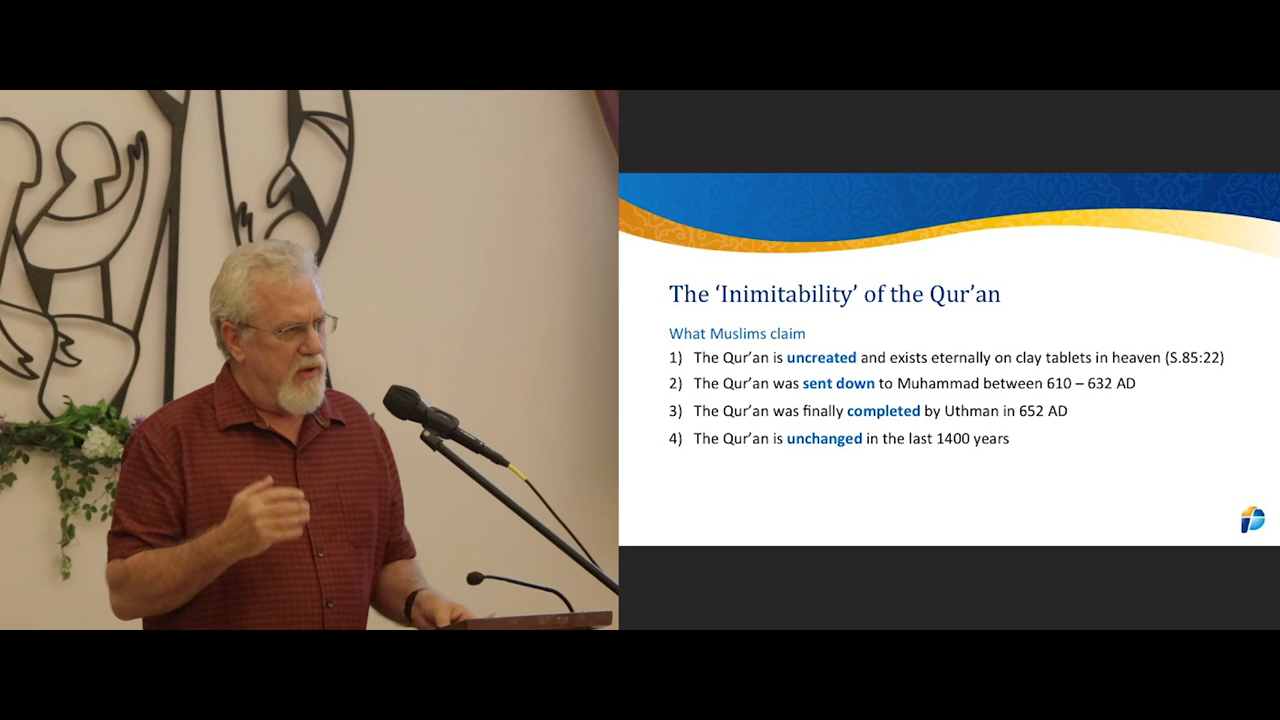 The ‘Inimitability’ of the Qur’an
What Muslims claim
1) The Qur’an is uncreated and exists eternally on clay tablets in heaven (S.85:22)
2) The Qur’an was sent down to Muhammad between 610 – 632 AD
3) The Qur’an was finally completed by Uthman in 652 AD
4) The Qur’an is unchanged in the last 1400 years